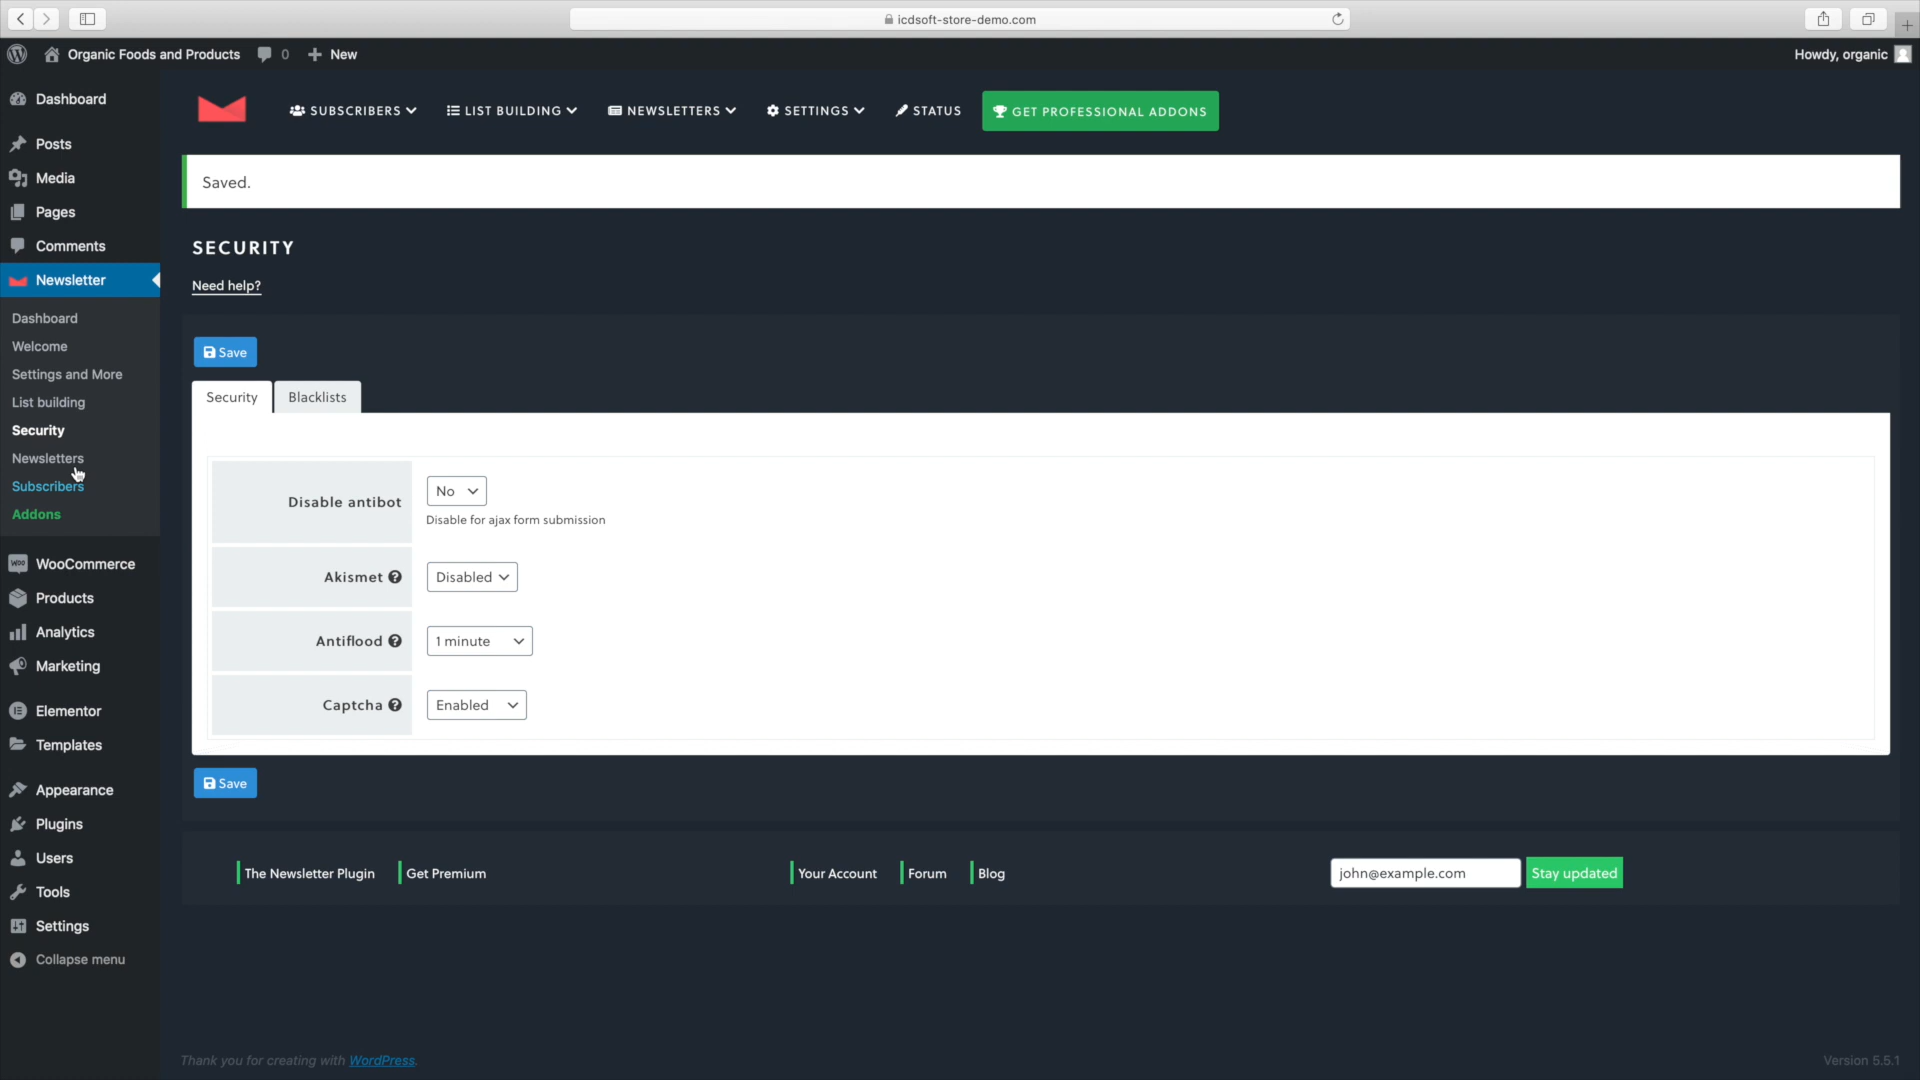 icdsoft-store-demo.com
Organic Foods and Products 0 New
Howdy, organic
Dashboard
Posts
Media
Pages
Comments
Newsletter
Dashboard
Welcome
Settings and More
List building
Security
Newsletters
Subscribers
Addons
WooCommerce
Products
Analytics
Marketing
Elementor
Templates
Appearance
Plugins
Users
Tools
Settings
Collapse menu
SUBSCRIBERS LIST BUILDING NEWSLETTERS SETTINGS STATUS GET PROFESSIONAL ADDONS
Saved.
SECURITY
Need help?
Save
Security Blacklists
Disable antibot No
Disable for ajax form submission
Akismet Disabled
Antiflood 1 minute
Captcha Enabled
Save
The Newsletter Plugin Get Premium Your Account Forum Blog john@example.com Stay updated
Thank you for creating with WordPress.
Version 5.5.1